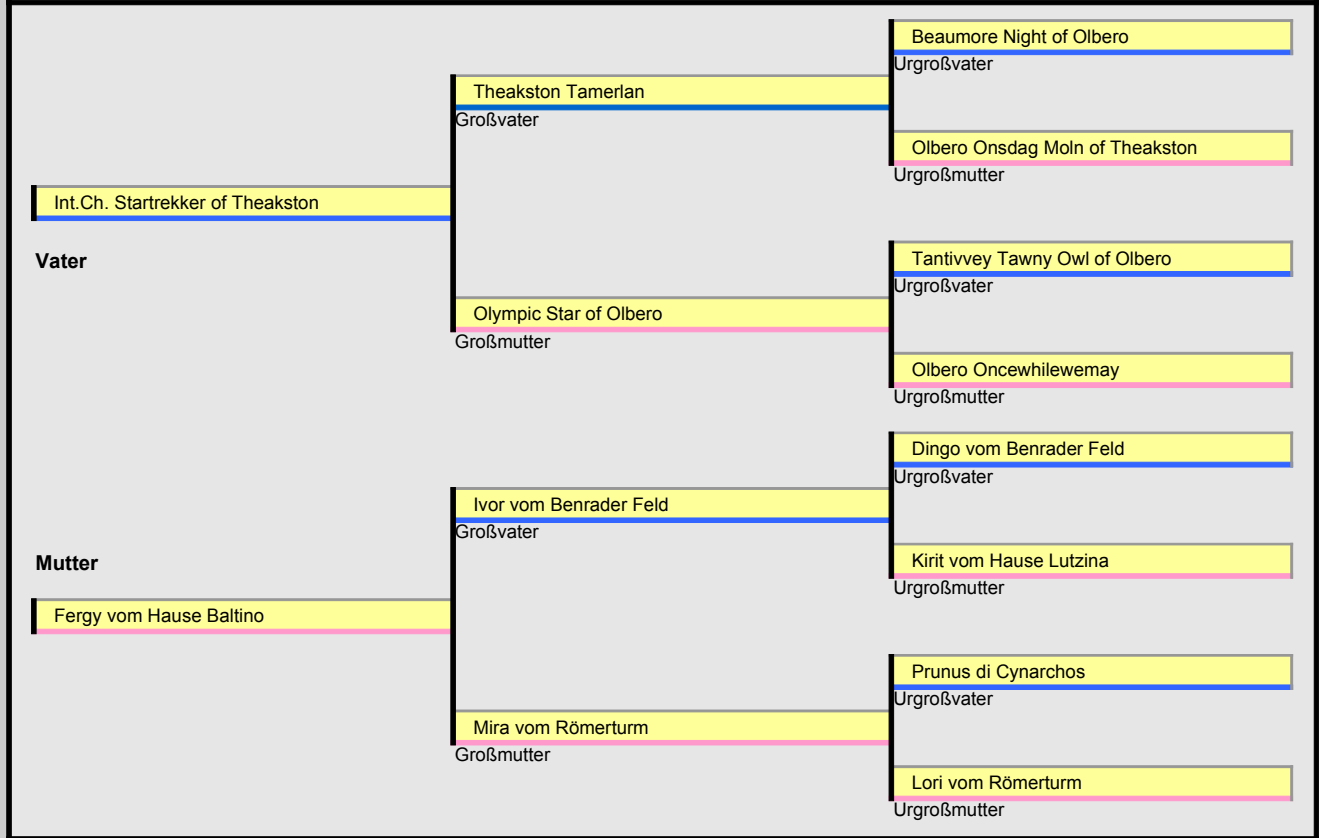 Beaumore Night of Olbero
Urgroßvater
Theakston Tamerlan
Großvater
Olbero Onsdag Moln of Theakston
Urgroßmutter
Int.Ch. Startrekker of Theakston
Vater
Tantivvey Tawny Owl of Olbero
Urgroßvater
Olympic Star of Olbero
Großmutter
Olbero Oncewhilewemay
Urgroßmutter
Dingo vom Benrader Feld
Urgroßvater
Ivor vom Benrader Feld
Großvater
Mutter
Kirit vom Hause Lutzina
Urgroßmutter
Fergy vom Hause Baltino
Prunus di Cynarchos
Urgroßvater
Mira vom Römerturm
Großmutter
Lori vom Römerturm
Urgroßmutter